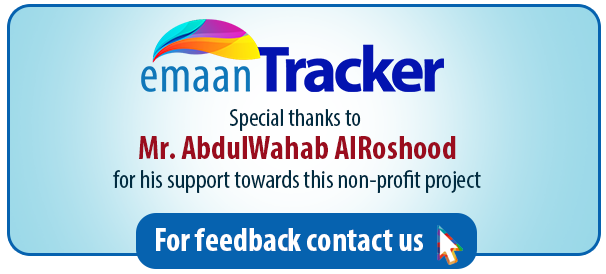 emaan Tracker
Special thanks to
Mr. AbdulWahab AlRoshood
for his support towards this non-profit project
For feedback contact us